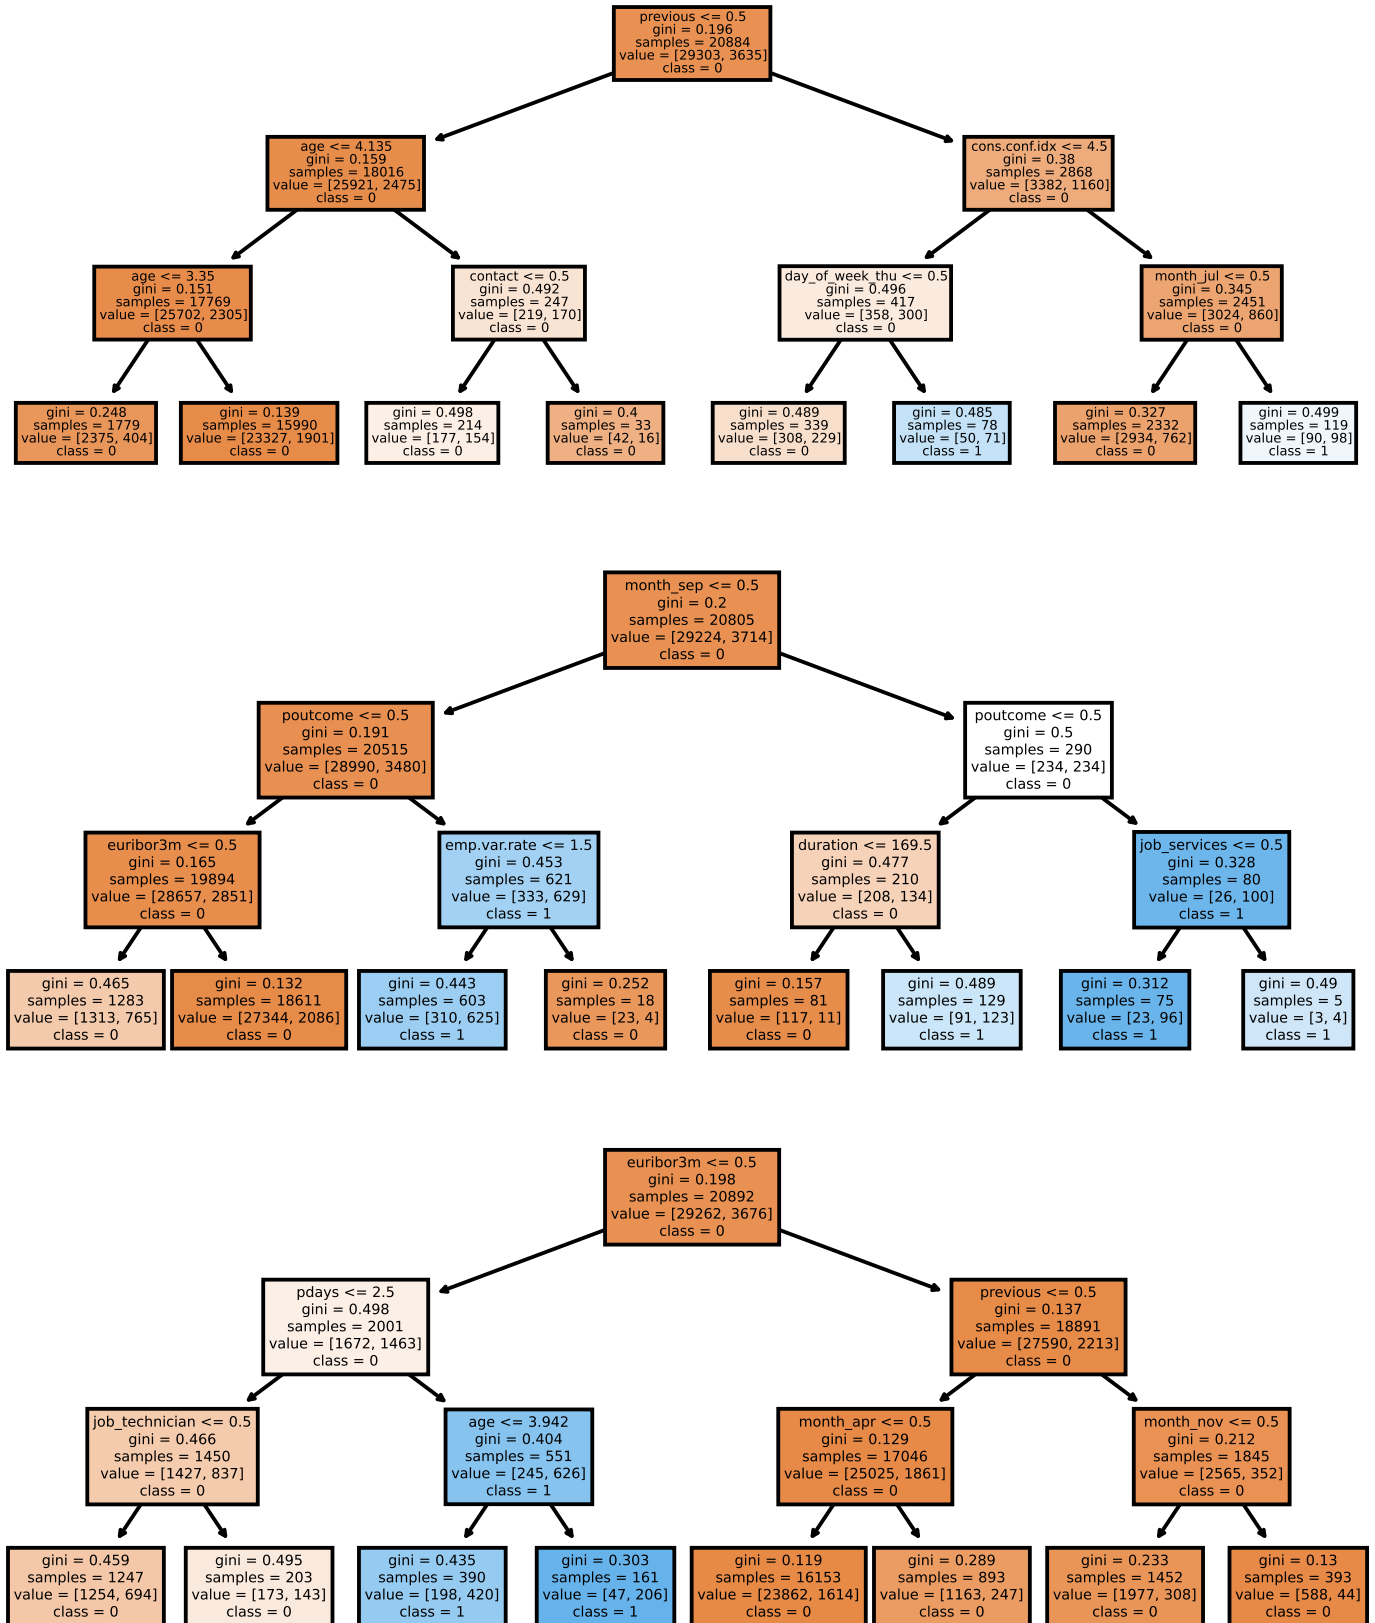 previous <= 0.5
gini = 0.196
samples = 20884
value = [29303, 3635]
class = 0
age <= 4.135
gini = 0.159
samples = 18016
value = [25921, 2475]
class = 0
cons.conf.idx <= 4.5
gini = 0.38
samples = 2868
value = [3382, 1160]
class = 0
age <= 3.35
gini = 0.151
samples = 17769
value = [25702, 2305]
class = 0
contact <= 0.5
gini = 0.492
samples = 247
value = [219, 170]
class = 0
day_of_week_thu <= 0.5
gini = 0.496
samples = 417
value = [358, 300]
class = 0
month_jul <= 0.5
gini = 0.345
samples = 2451
value = [3024, 860]
class = 0
gini = 0.248
samples = 1779
value = [2375, 404]
class = 0
gini = 0.139
samples = 15990
value = [23327, 1901]
class = 0
gini = 0.498
samples = 214
value = [177, 154]
class = 0
gini = 0.4
samples = 33
value = [42, 16]
class = 0
gini = 0.489
samples = 339
value = [308, 229]
class = 0
gini = 0.485
samples = 78
value = [50, 71]
class = 1
gini = 0.327
samples = 2332
value = [2934, 762]
class = 0
gini = 0.499
samples = 119
value = [90, 98]
class = 1
month_sep <= 0.5
gini = 0.2
samples = 20805
value = [29224, 3714]
class = 0
poutcome <= 0.5
gini = 0.191
samples = 20515
value = [28990, 3480]
class = 0
poutcome <= 0.5
gini = 0.5
samples = 290
value = [234, 234]
class = 0
euribor3m <= 0.5
gini = 0.165
samples = 19894
value = [28657, 2851]
class = 0
emp.var.rate <= 1.5
gini = 0.453
samples = 621
value = [333, 629]
class = 1
duration <= 169.5
gini = 0.477
samples = 210
value = [208, 134]
class = 0
job_services <= 0.5
gini = 0.328
samples = 80
value = [26, 100]
class = 1
gini = 0.465
samples = 1283
value = [1313, 765]
class = 0
gini = 0.132
samples = 18611
value = [27344, 2086]
class = 0
gini = 0.443
samples = 603
value = [310, 625]
class = 1
gini = 0.252
samples = 18
value = [23, 4]
class = 0
gini = 0.157
samples = 81
value = [117, 11]
class = 0
gini = 0.489
samples = 129
value = [91, 123]
class = 1
gini = 0.312
samples = 75
value = [23, 96]
class = 1
gini = 0.49
samples = 5
value = [3, 4]
class = 1
euribor3m <= 0.5
gini = 0.198
samples = 20892
value = [29262, 3676]
class = 0
pdays <= 2.5
gini = 0.498
samples = 2001
value = [1672, 1463]
class = 0
previous <= 0.5
gini = 0.137
samples = 18891
value = [27590, 2213]
class = 0
job_technician <= 0.5
gini = 0.466
samples = 1450
value = [1427, 837]
class = 0
age <= 3.942
gini = 0.404
samples = 551
value = [245, 626]
class = 1
month_apr <= 0.5
gini = 0.129
samples = 17046
value = [25025, 1861]
class = 0
month_nov <= 0.5
gini = 0.212
samples = 1845
value = [2565, 352]
class = 0
gini = 0.459
samples = 1247
value = [1254, 694]
class = 0
gini = 0.495
samples = 203
value = [173, 143]
class = 0
gini = 0.435
samples = 390
value = [198, 420]
class = 1
gini = 0.303
samples = 161
value = [47, 206]
class = 1
gini = 0.119
samples = 16153
value = [23862, 1614]
class = 0
gini = 0.289
samples = 893
value = [1163, 247]
class = 0
gini = 0.233
samples = 1452
value = [1977, 308]
class = 0
gini = 0.13
samples = 393
value = [588, 44]
class = 0